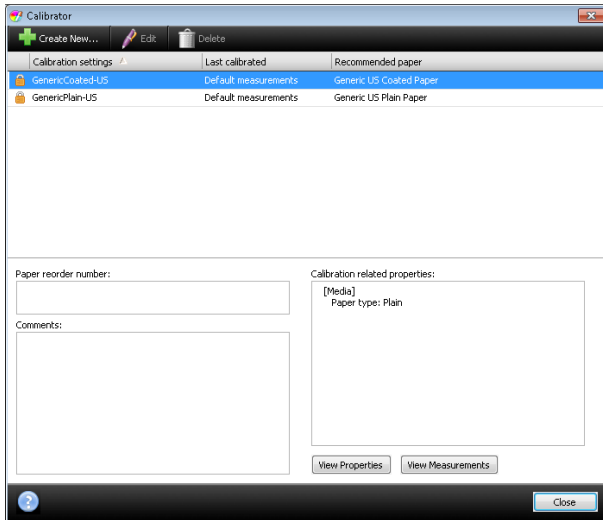 Calibrator
Create New... Edit Delete
Calibration settings Last calibrated Recommended paper
GenericCoated-US Default measurements Generic US Coated Paper
GenericPlain-US Default measurements Generic US Plain Paper
Paper reorder number: Calibration related properties:
[Media]
Paper type: Plain
Comments:
View Properties View Measurements
? Close